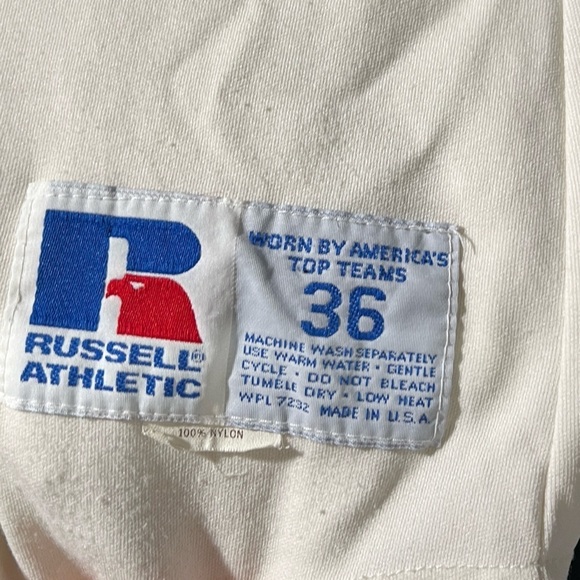 RUSSELL®
ATHLETIC
WORN BY AMERICA'S
TOP TEAMS
36
MACHINE WASH SEPARATELY
USE WARM WATER · GENTLE
CYCLE · DO NOT BLEACH
TUMBLE DRY · LOW HEAT
WPL 7232 MADE IN U.S.A
100% NYLON